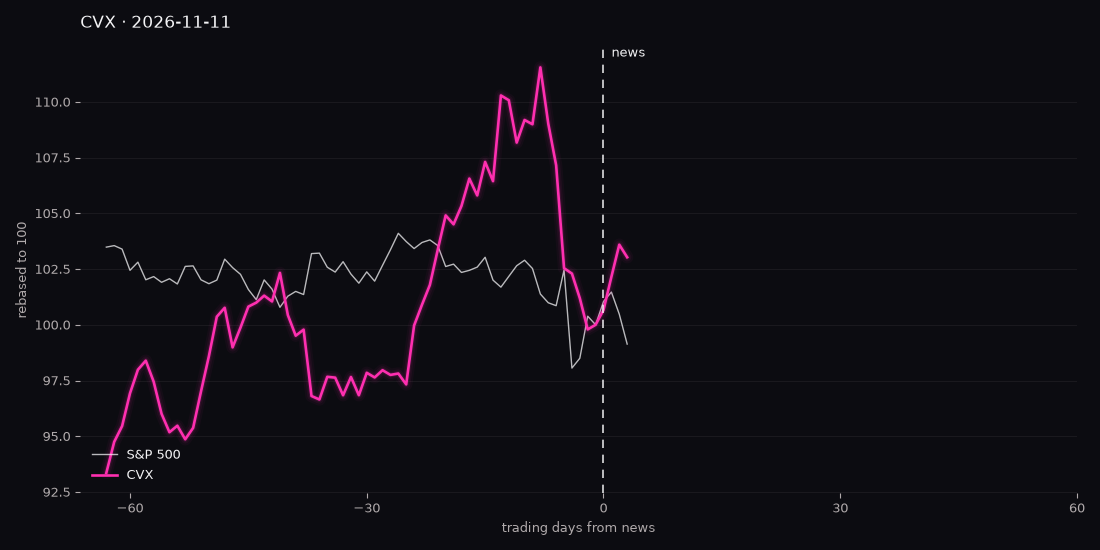 CVX · 2026-11-11
news
110.0
107.5
105.0
102.5
100.0
97.5
95.0
92.5
rebased to 100
S&P 500
CVX
−60
−30
0
30
60
trading days from news